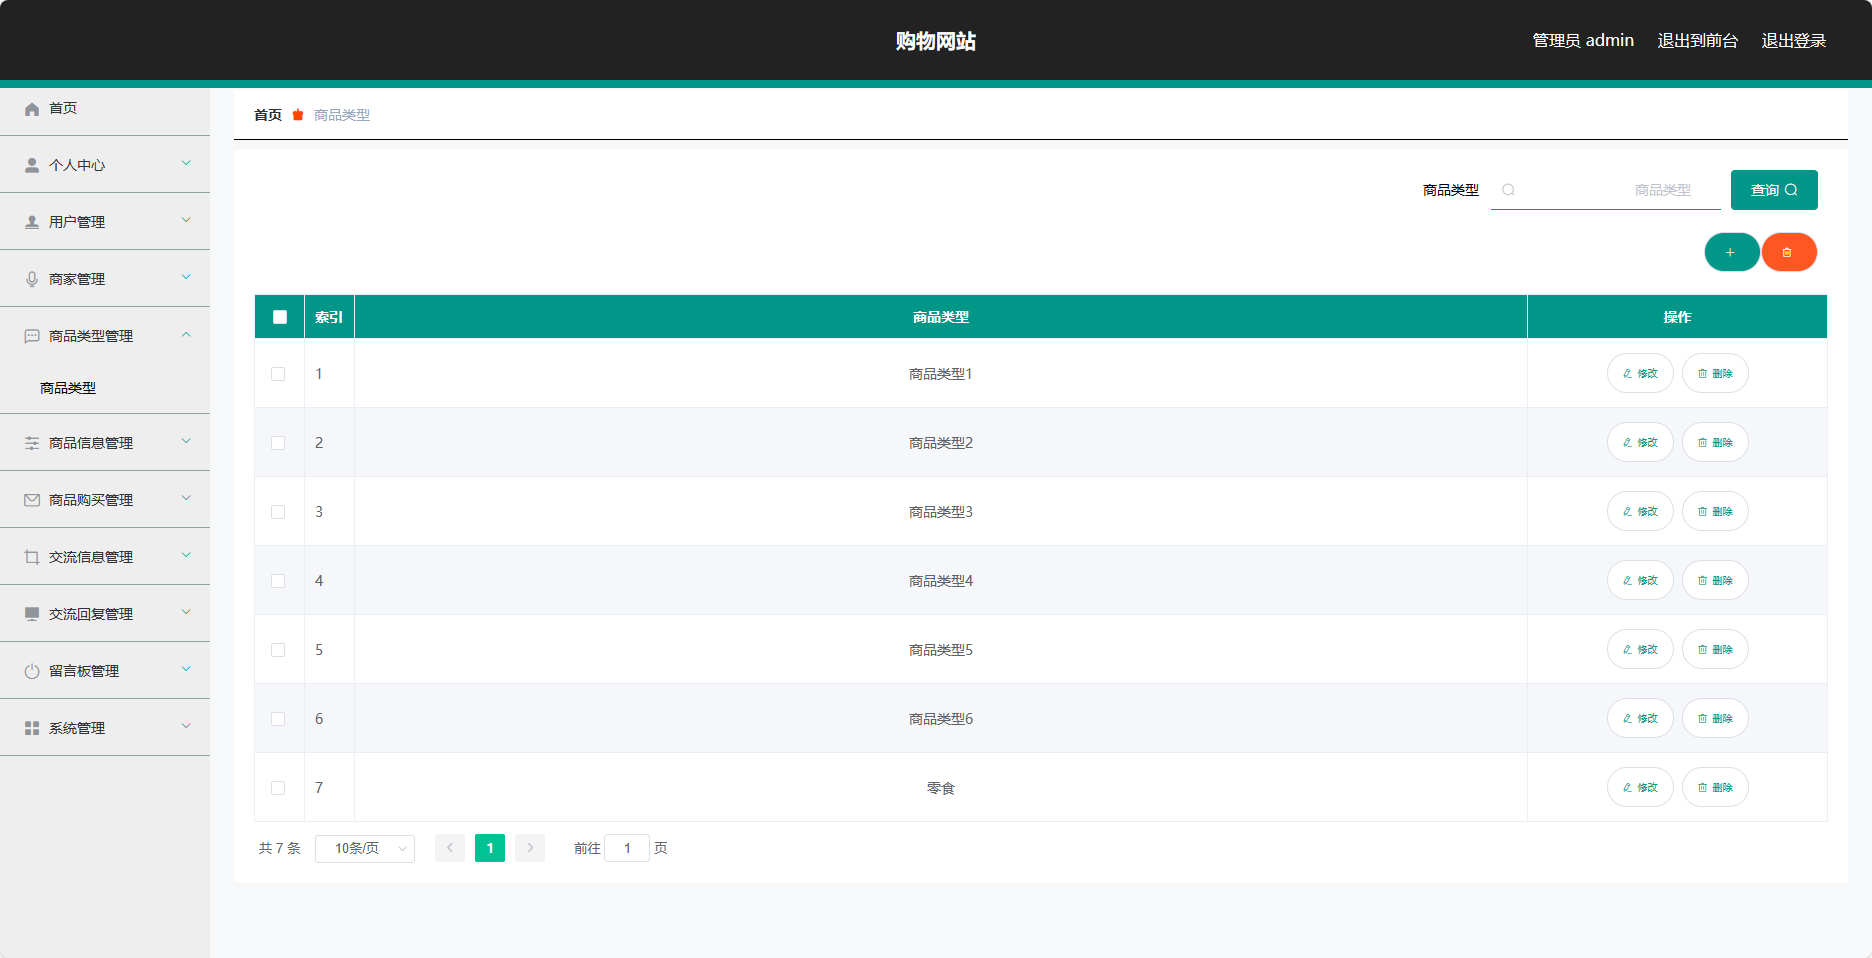 购物网站
管理员 admin 退出到前台 退出登录
首页
个人中心
用户管理
商家管理
商品类型管理
商品类型
商品信息管理
商品购买管理
交流信息管理
交流回复管理
留言板管理
系统管理
首页 商品类型
商品类型 商品类型 查询
索引 商品类型 操作
1 商品类型1 修改 删除
2 商品类型2 修改 删除
3 商品类型3 修改 删除
4 商品类型4 修改 删除
5 商品类型5 修改 删除
6 商品类型6 修改 删除
7 零食 修改 删除
共 7 条 10条/页 1 前往 1 页